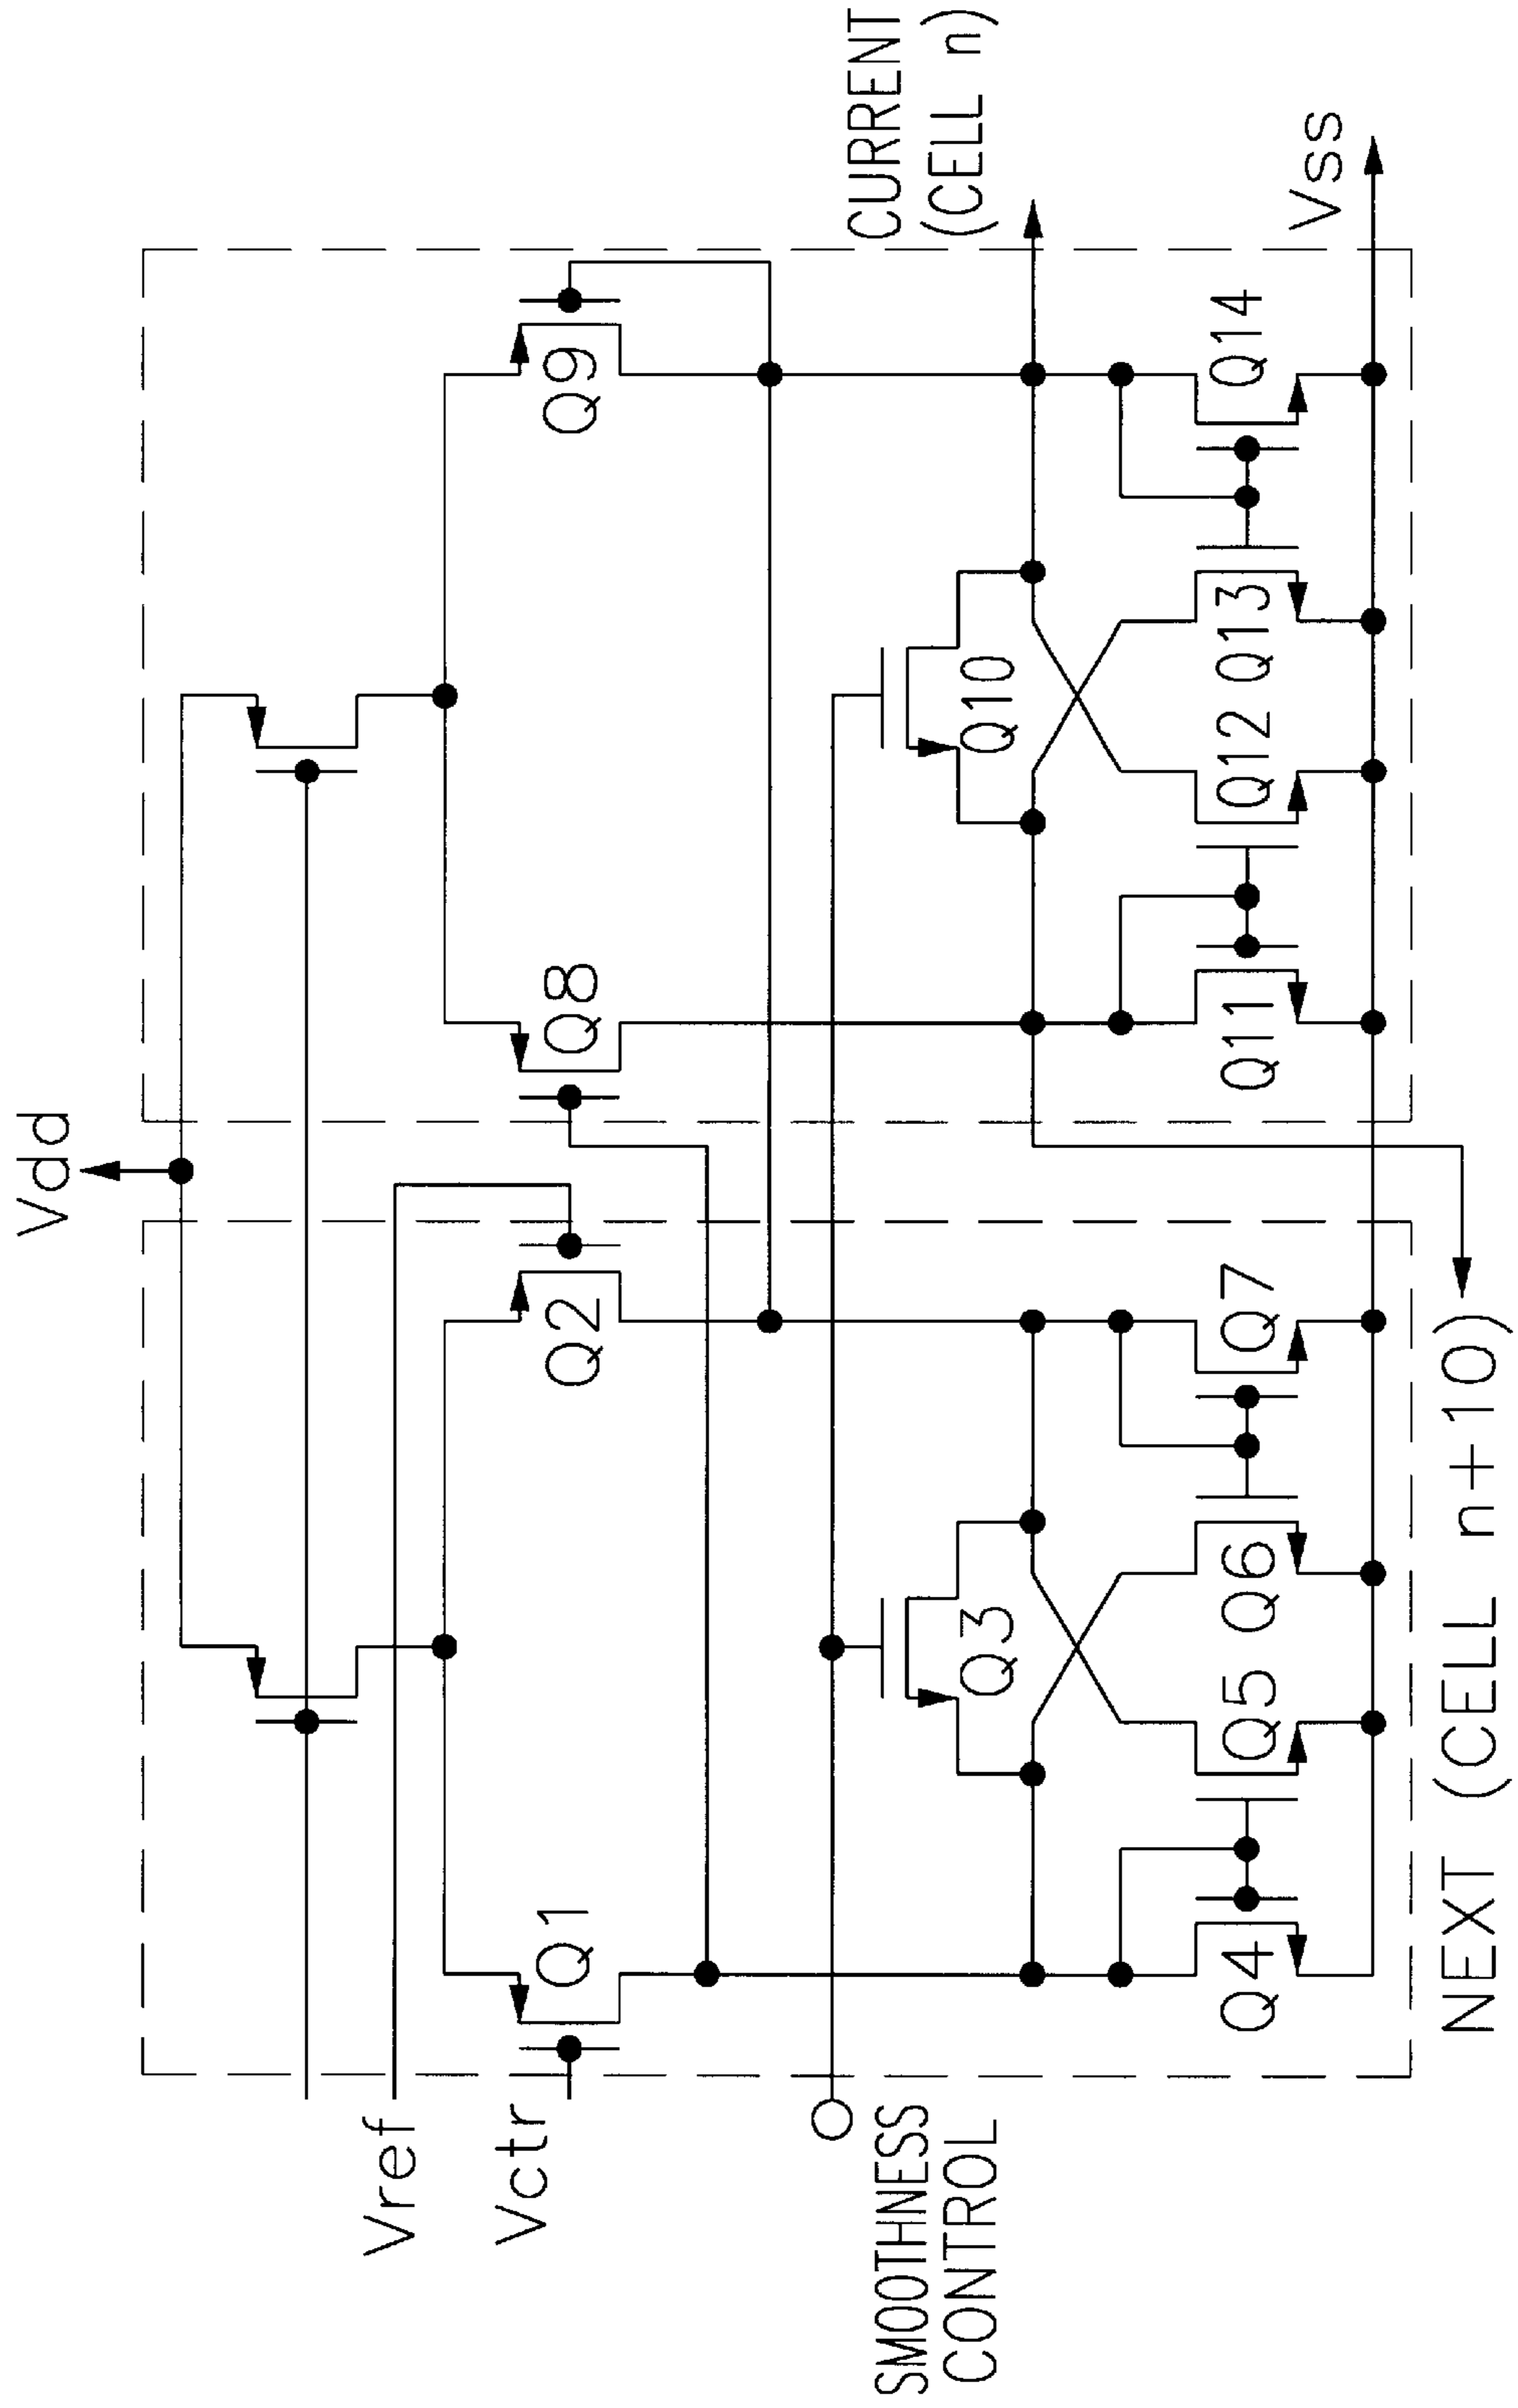 Vdd
Vref
Vctr
SMOOTHNESS
CONTROL
Q1
Q2
Q8
Q9
CURRENT
(CELL n)
Q3
Q10
Q4
Q5
Q6
Q7
Q11
Q12
Q13
Q14
Vss
NEXT (CELL n+10)